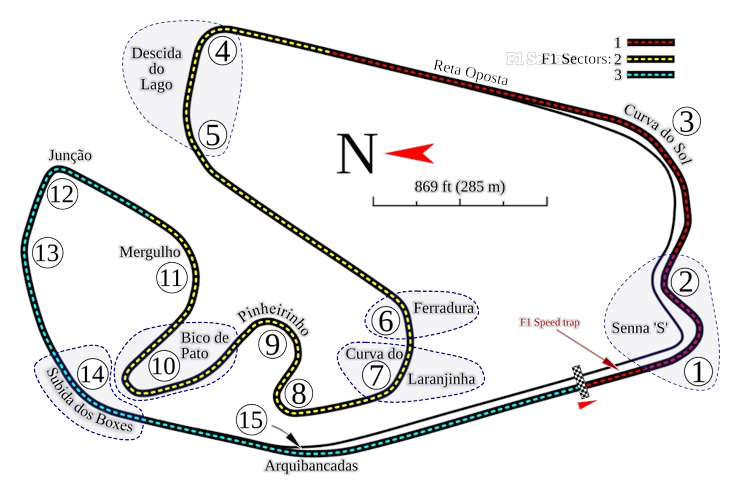 Descida
do
Lago
4
5
Reta Oposta
F1 Sectors:
1
2
3
Curva do Sol
3
N
869 ft (285 m)
Junção
12
13
Mergulho
11
Ferradura
6
Curva do
Laranjinha
7
Pinheirinho
9
8
Bico de
Pato
10
Subida dos Boxes
14
15
Arquibancadas
F1 Speed trap
Senna 'S'
2
1